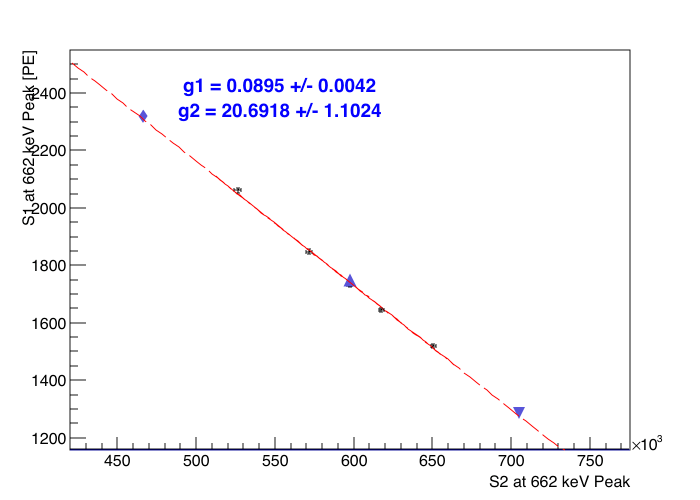 g1 = 0.0895 +/- 0.0042
g2 = 20.6918 +/- 1.1024
S1 at 662 keV Peak [PE]
2400
2200
2000
1800
1600
1400
1200
450 500 550 600 650 700 750
×10³
S2 at 662 keV Peak